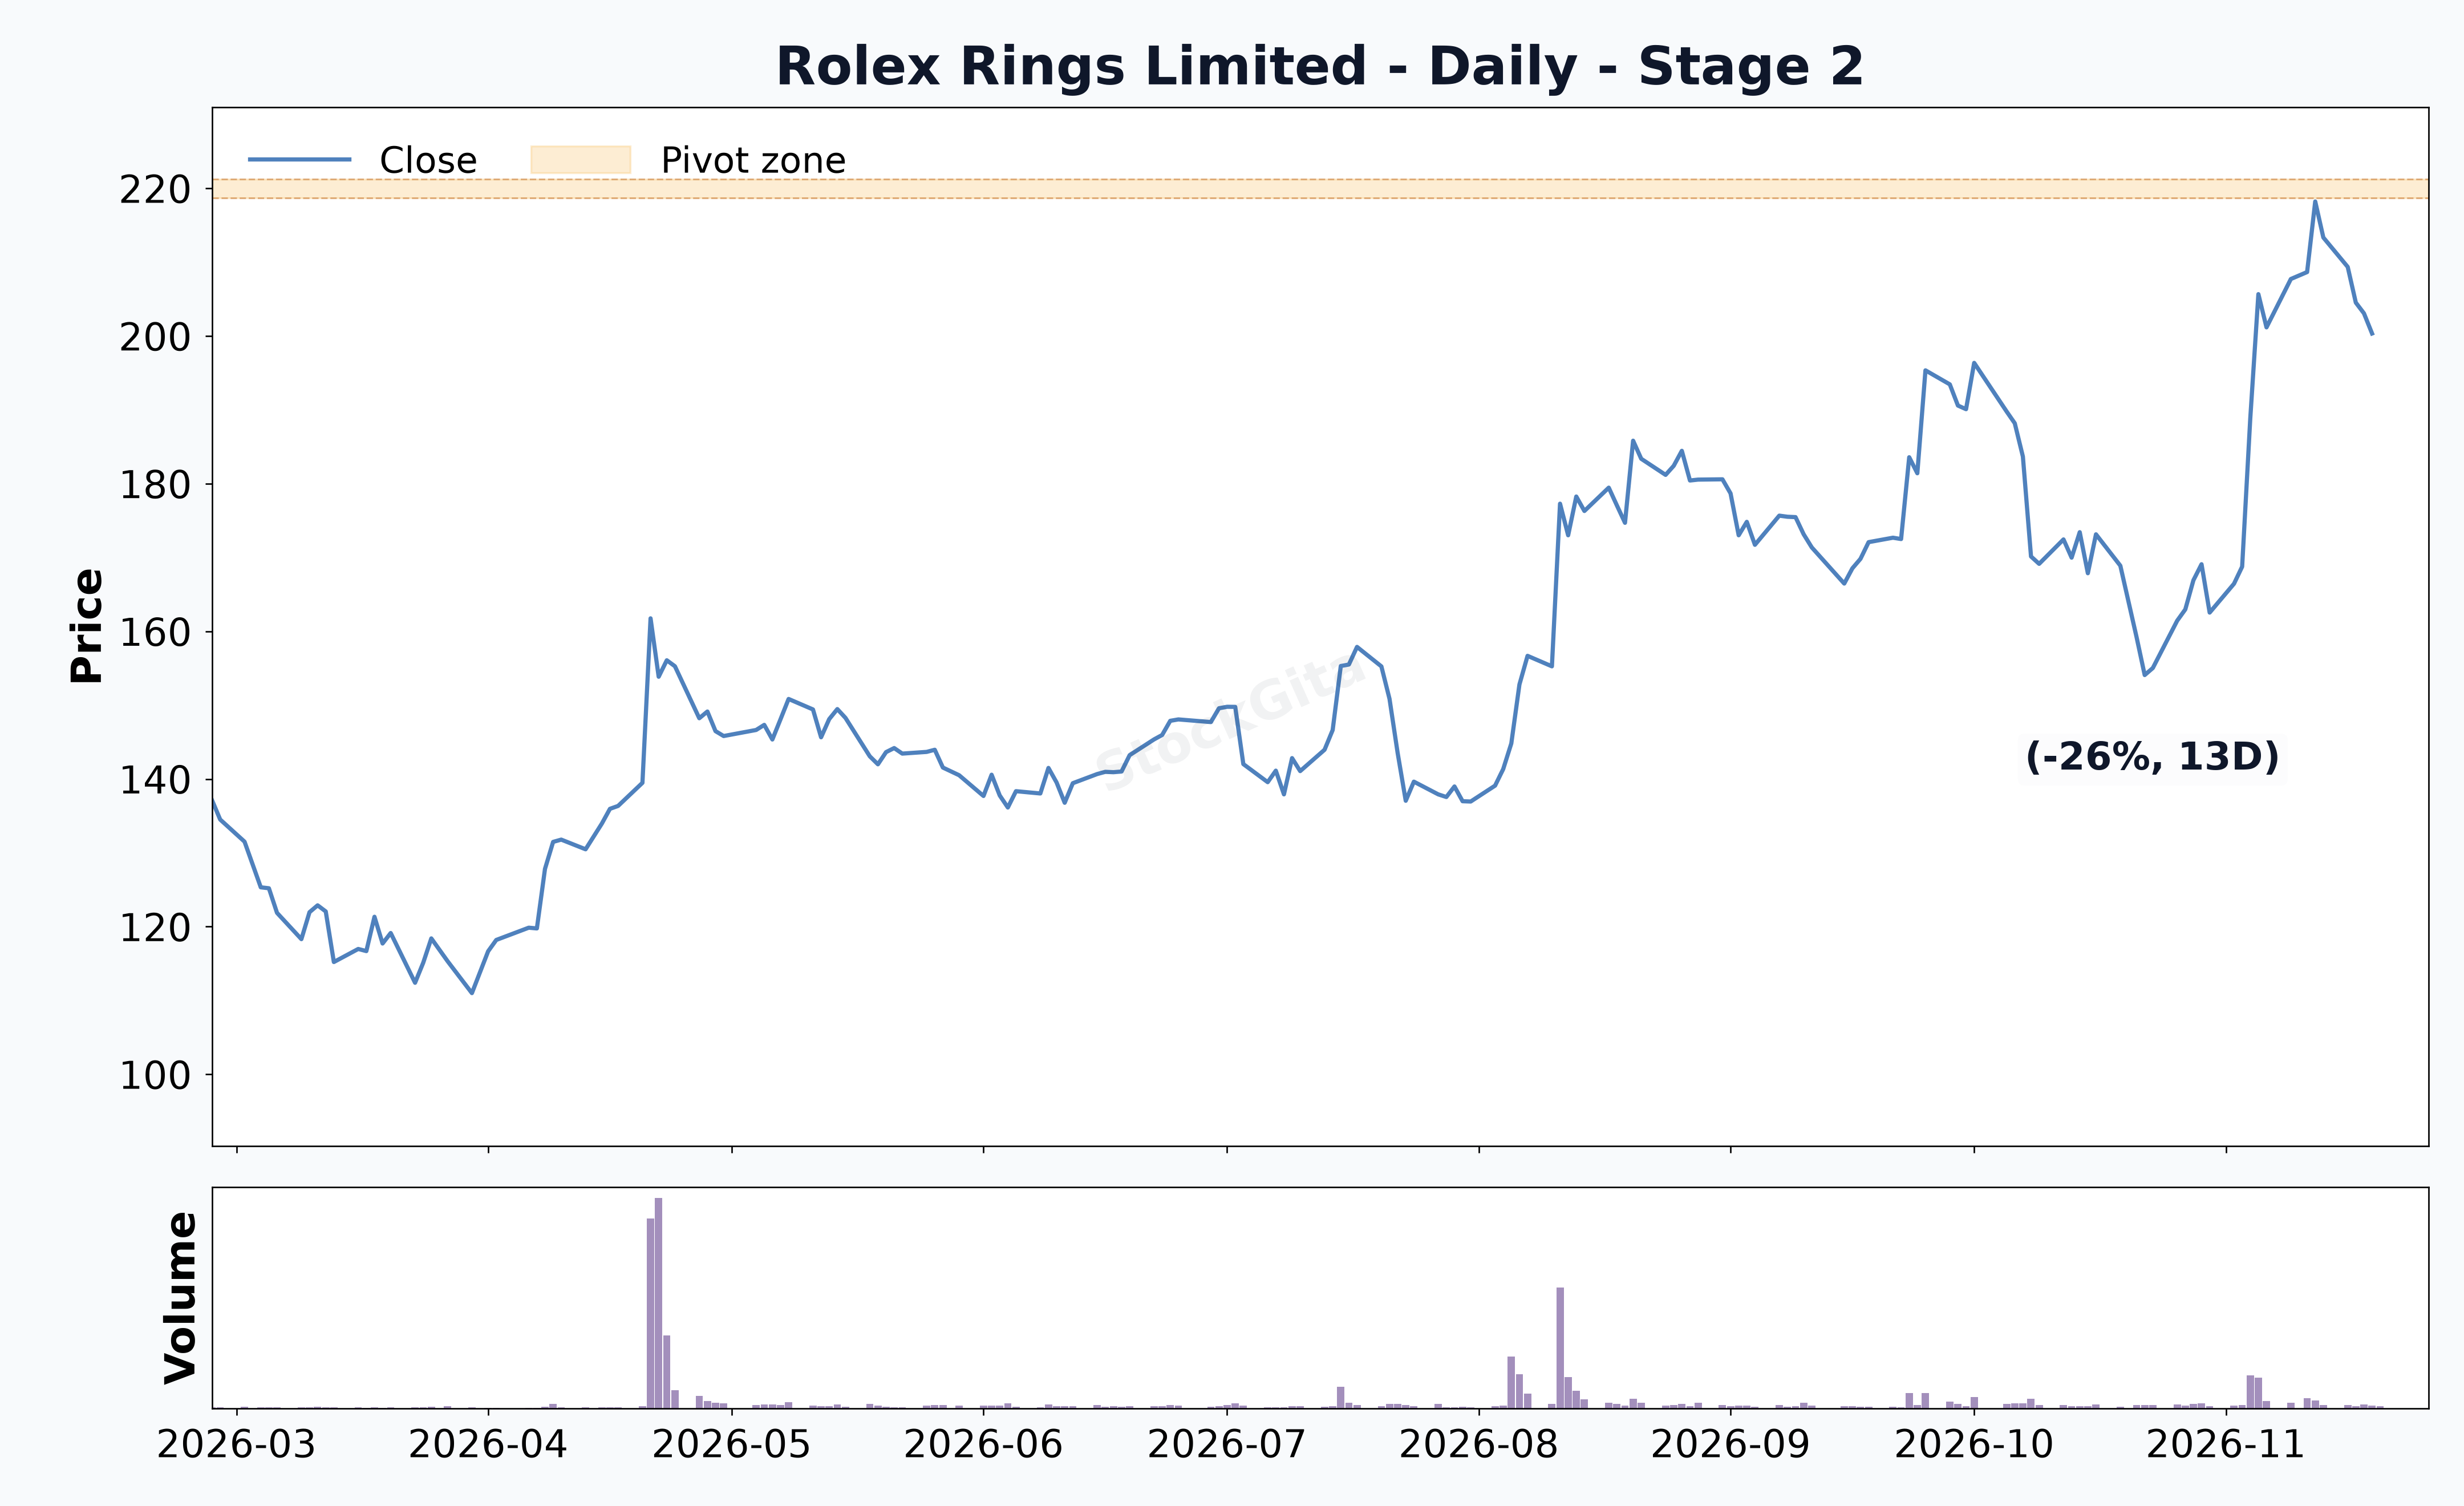 Rolex Rings Limited - Daily - Stage 2
Close
Pivot zone
220
200
180
160
140
120
100
Price
StockGita
(-26%, 13D)
Volume
2026-03
2026-04
2026-05
2026-06
2026-07
2026-08
2026-09
2026-10
2026-11